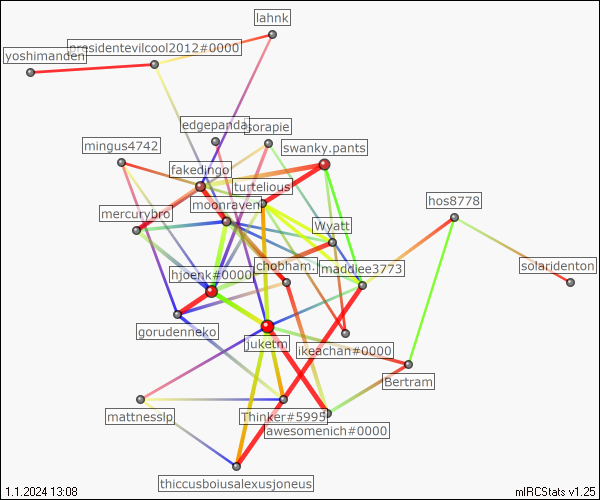 lahnk
presidentevilcool2012#0000
yoshimanden
edgepanda
sorapie
mingus4742
swanky.pants
fakedingo
turtelious
hos8778
moonraven
mercurybro
Wyatt
chobham.
maddiee3773
solaridenton
hjoenk#0000
gorudenneko
juketm
ikeachan#0000
Bertram
mattnesslp
Thinker#5995
awesomenich#0000
thiccusboiusalexusjoneus
1.1.2024 13:08
mIRCStats v1.25